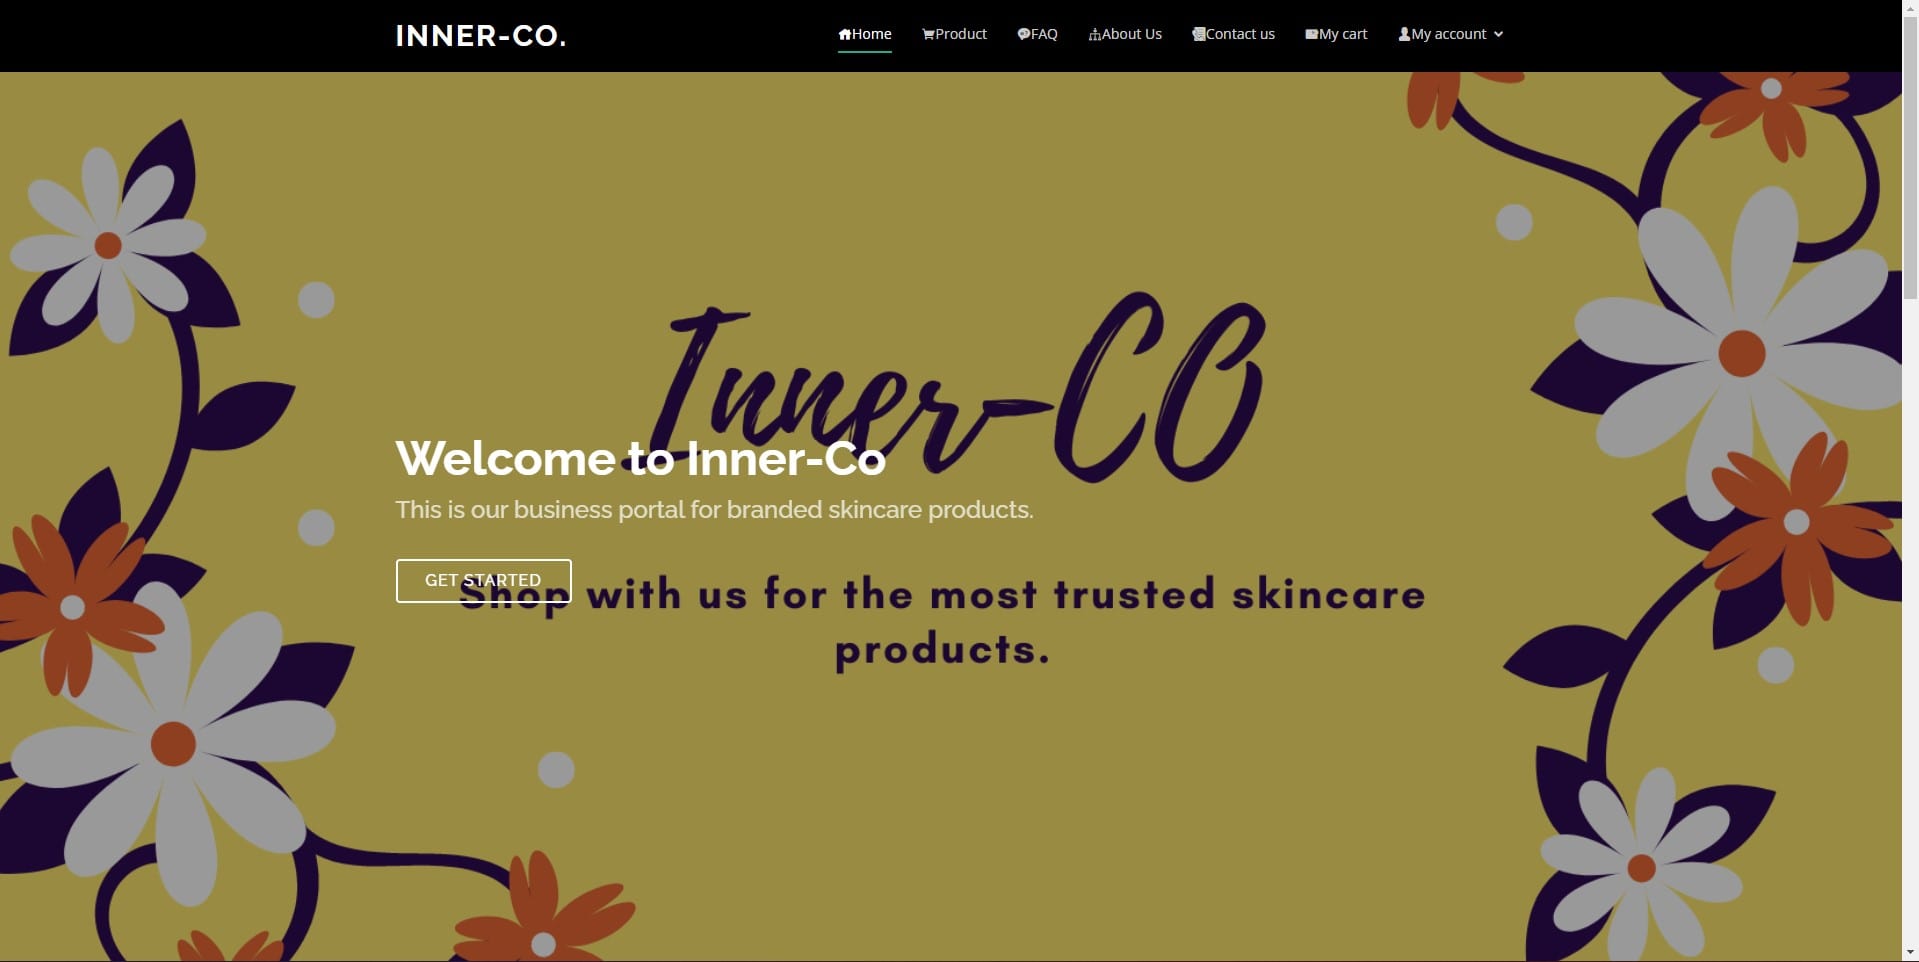 INNER-CO.
Home Product FAQ About Us Contact us My cart My account
Inner-CO
Welcome to Inner-Co
This is our business portal for branded skincare products.
GET STARTED
Shop with us for the most trusted skincare
products.